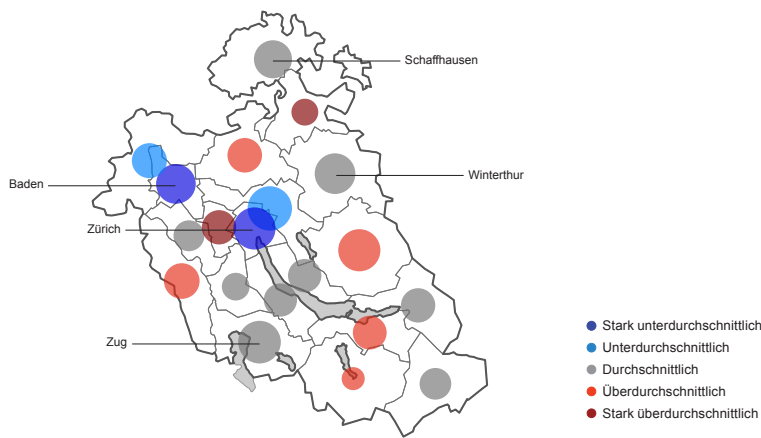 Schaffhausen
Winterthur
Baden
Zürich
Zug
Stark unterdurchschnittlich
Unterdurchschnittlich
Durchschnittlich
Überdurchschnittlich
Stark überdurchschnittlich